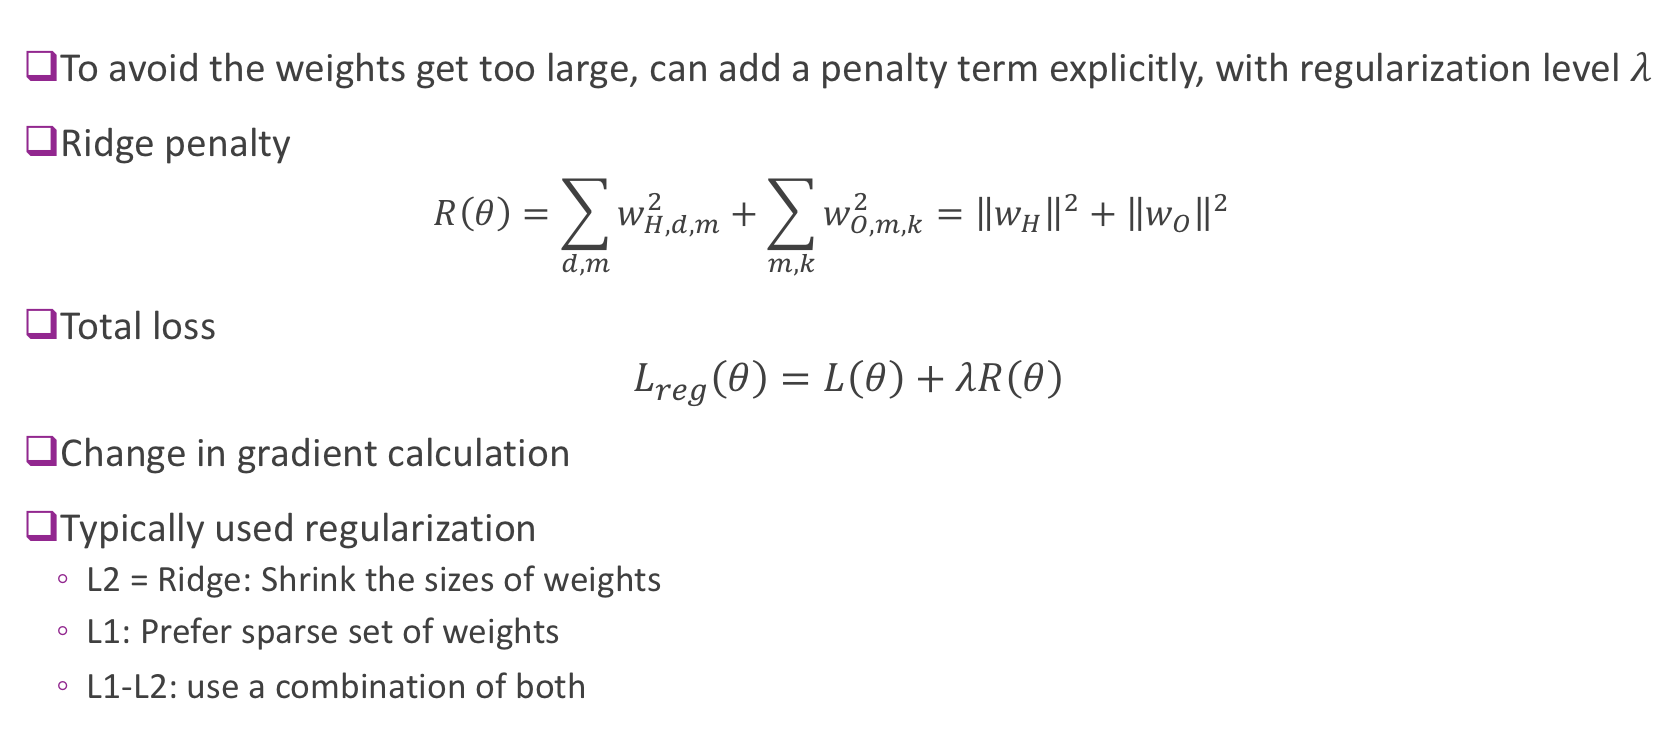 ❑To avoid the weights get too large, can add a penalty term explicitly, with regularization level λ
❑Ridge penalty
R(θ) = ∑_{d,m} w²_{H,d,m} + ∑_{m,k} w²_{O,m,k} = ‖w_H‖² + ‖w_O‖²
❑Total loss
L_{reg}(θ) = L(θ) + λR(θ)
❑Change in gradient calculation
❑Typically used regularization
◦ L2 = Ridge: Shrink the sizes of weights
◦ L1: Prefer sparse set of weights
◦ L1-L2: use a combination of both